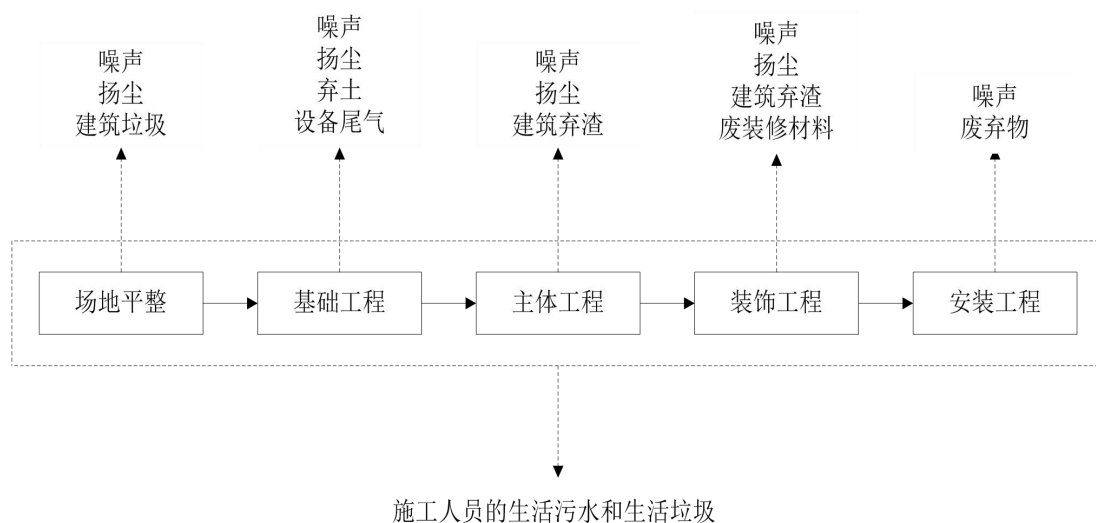 噪声
扬尘
建筑垃圾
噪声
扬尘
弃土
设备尾气
噪声
扬尘
建筑弃渣
噪声
扬尘
建筑弃渣
废装修材料
噪声
废弃物
场地平整
基础工程
主体工程
装饰工程
安装工程
施工人员的生活污水和生活垃圾